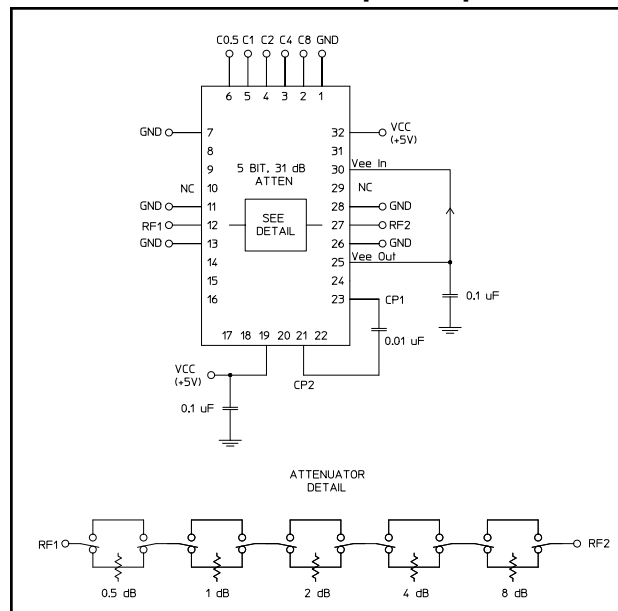 C0.5 C1 C2 C4 C8 GND
6 5 4 3 2 1
GND 7
8
9
NC 10
GND 11
RF1 12
GND 13
14
15
16
5 BIT, 31 dB
ATTEN
SEE
DETAIL
32 VCC
(+5V)
31
30 Vee In
29 NC
28 GND
27 RF2
26 GND
25 Vee Out
24
23 CP1
17 18 19 20 21 22
0.1 uF
0.01 uF
VCC
(+5V)
CP2
0.1 uF
ATTENUATOR
DETAIL
RF1 RF2
0.5 dB 1 dB 2 dB 4 dB 8 dB